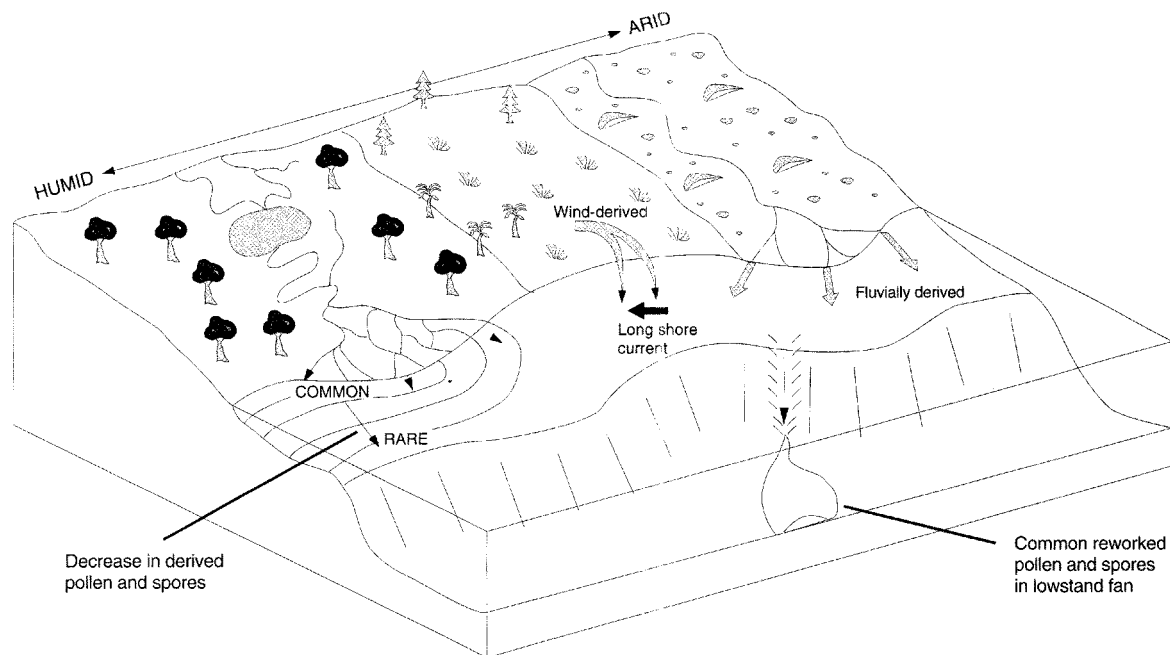 ARID
HUMID
Wind-derived
Fluvially derived
Long shore
current
COMMON
RARE
Decrease in derived
pollen and spores
Common reworked
pollen and spores
in lowstand fan